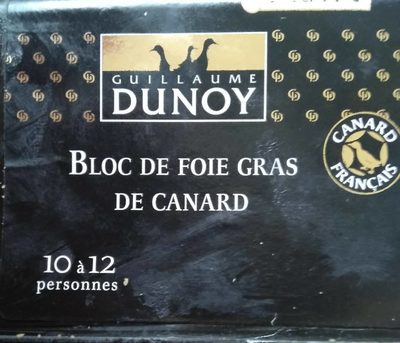 GUILLAUME
DUNOY
CANARD
FRANÇAIS
BLOC DE FOIE GRAS
DE CANARD
10 à 12
personnes